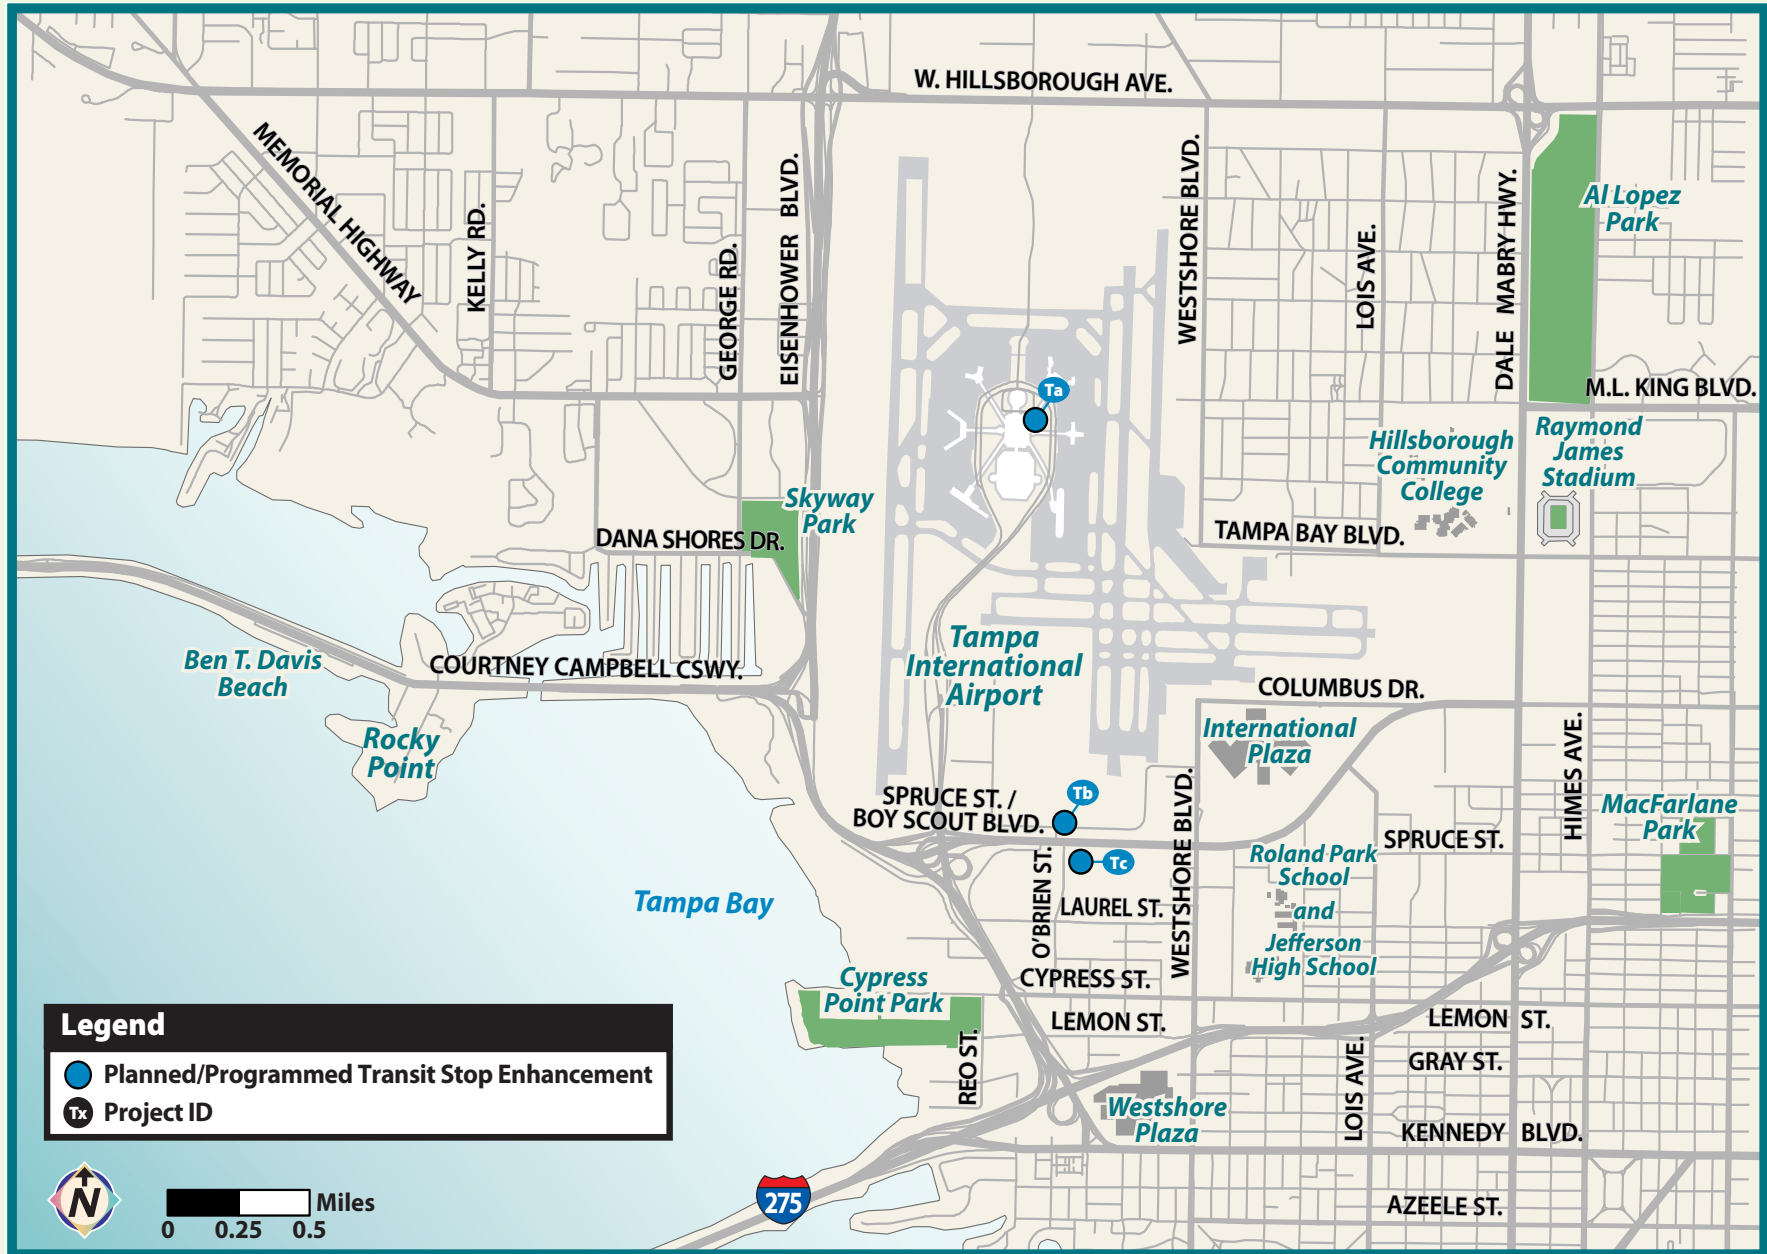 W. HILLSBOROUGH AVE.
MEMORIAL HIGHWAY
KELLY RD.
GEORGE RD.
EISENHOWER BLVD.
WESTSHORE BLVD.
LOIS AVE.
DALE MABRY HWY.
Al Lopez
Park
Ta
M.L. KING BLVD.
Hillsborough
Community
College
Raymond
James
Stadium
Skyway
Park
DANA SHORES DR.
TAMPA BAY BLVD.
Ben T. Davis
Beach
COURTNEY CAMPBELL CSWY.
Tampa
International
Airport
COLUMBUS DR.
Rocky
Point
International
Plaza
HIMES AVE.
SPRUCE ST. /
BOY SCOUT BLVD.
Tb
WESTSHORE BLVD.
MacFarlane
Park
SPRUCE ST.
Tc
O'BRIEN ST.
Roland Park
School
and
Jefferson
High School
LAUREL ST.
Tampa Bay
CYPRESS ST.
Cypress
Point Park
LEMON ST.
LEMON ST.
REO ST.
GRAY ST.
LOIS AVE.
Westshore
Plaza
KENNEDY BLVD.
AZEELE ST.
275
Legend
Planned/Programmed Transit Stop Enhancement
Tx Project ID
N
Miles
0 0.25 0.5